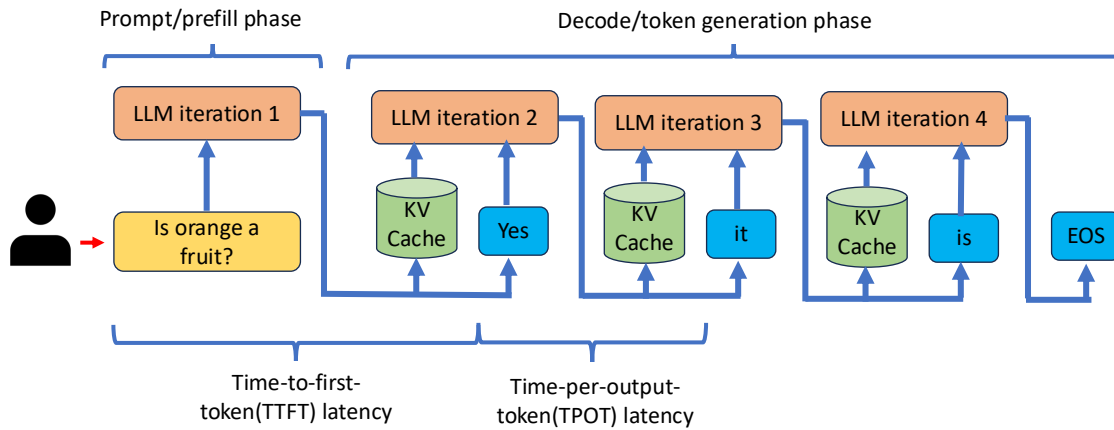 Prompt/prefill phase
Decode/token generation phase
LLM iteration 1
LLM iteration 2
LLM iteration 3
LLM iteration 4
Is orange a
fruit?
KV
Cache
Yes
KV
Cache
it
KV
Cache
is
EOS
Time-to-first-
token(TTFT) latency
Time-per-output-
token(TPOT) latency